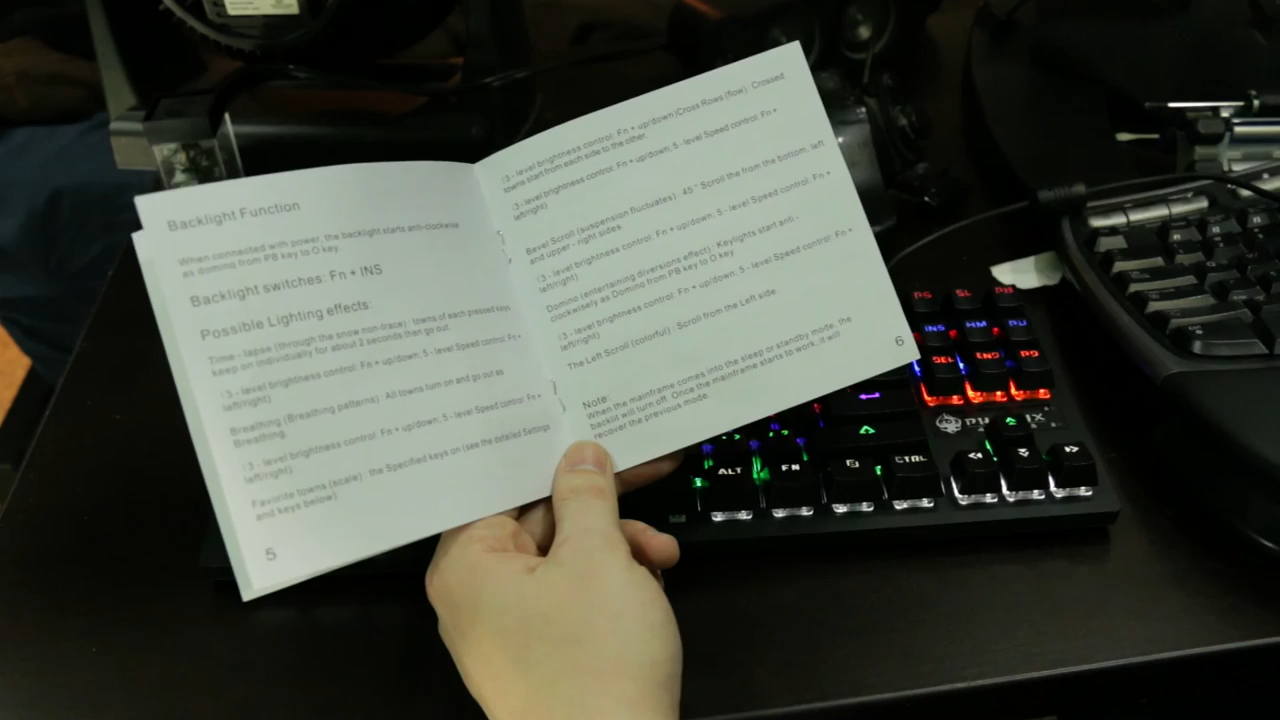 Backlight Function
When connected with power, the backlight starts anti-clockwise
as domino from PB key to O key.
Backlight switches: Fn + INS
Possible Lighting effects:
Time - lapse (through the snow non-trace) : towns of each pressed keys
keep on individually for about 2 seconds then go out.
(3 - level brightness control: Fn + up/down; 5 - level Speed control: Fn +
left/right)
Breathing (Breathing patterns) : All towns turn on and go out as
Breathing.
(3 - level brightness control: Fn + up/down; 5 - level Speed control: Fn +
left/right)
Favorite towns (scale) : the Specified keys on (see the detailed Settings
and keys below)
5
(3 - level brightness control: Fn + up/down)Cross Rows (flow) : Crossed
towns start from each side to the other.
(3 - level brightness control: Fn + up/down; 5 - level Speed control: Fn +
left/right)
Bevel Scroll (suspension fluctuates) : 45 ° Scroll the from the bottom; left
and upper - right sides.
(3 - level brightness control: Fn + up/down; 5 - level Speed control: Fn +
left/right)
Domino (entertaining diversions effect) : Keylights start anti -
clockwisely as Domino from PB key to O key
(3 - level brightness control: Fn + up/down; 5 - level Speed control: Fn +
left/right)
The Left Scroll (colorful) : Scroll from the Left side.
Note:
When the mainframe comes into the sleep or standby mode, the
backlit will turn off. Once the mainframe starts to work, it will
recover the previous mode.
6
PS SL PB
INS HM PU
DEL END PD
ALT FN CTRL